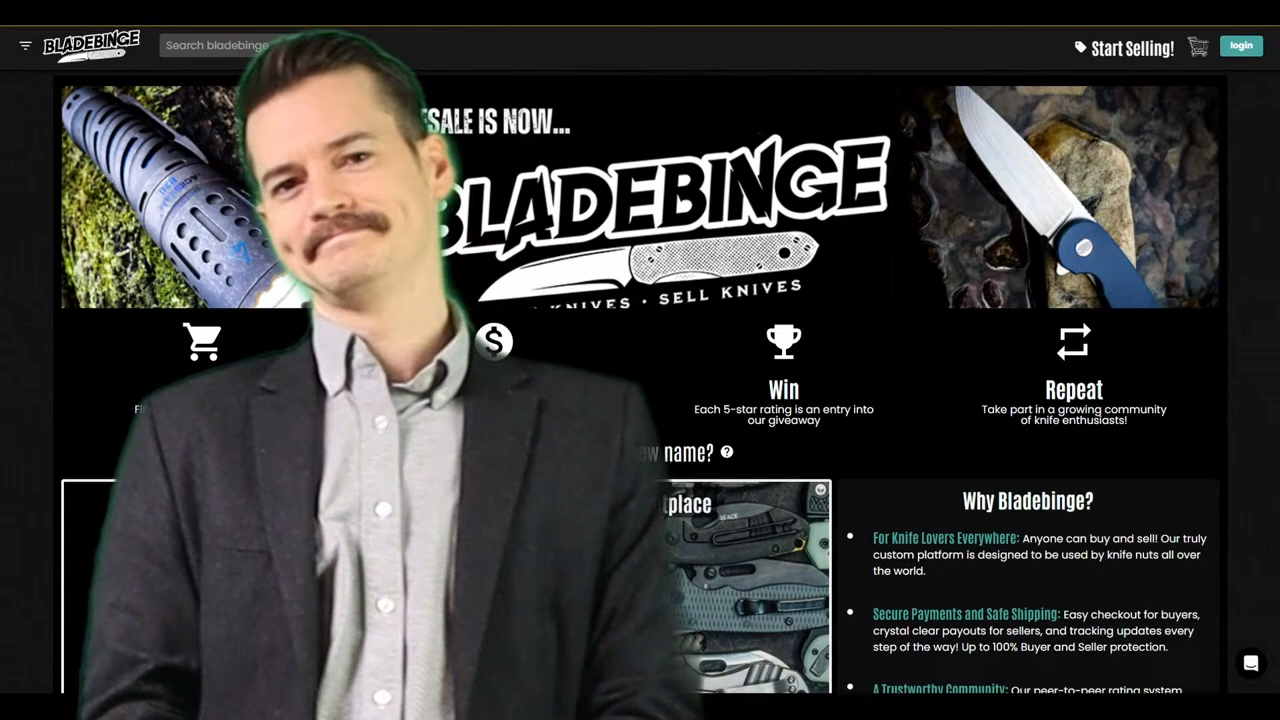 BLADEBINGE
Search bladebinge
Start Selling!
login
SALE IS NOW...
BLADEBINGE
KNIVES · SELL KNIVES
Win
Repeat
Each 5-star rating is an entry into
our giveaway
Take part in a growing community
of knife enthusiasts!
name?
Why Bladebinge?
For Knife Lovers Everywhere: Anyone can buy and sell! Our truly
custom platform is designed to be used by knife nuts all over
the world.
Secure Payments and Safe Shipping: Easy checkout for buyers,
crystal clear payouts for sellers, and tracking updates every
step of the way! Up to 100% Buyer and Seller protection.
A Trustworthy Community: Our peer-to-peer rating system